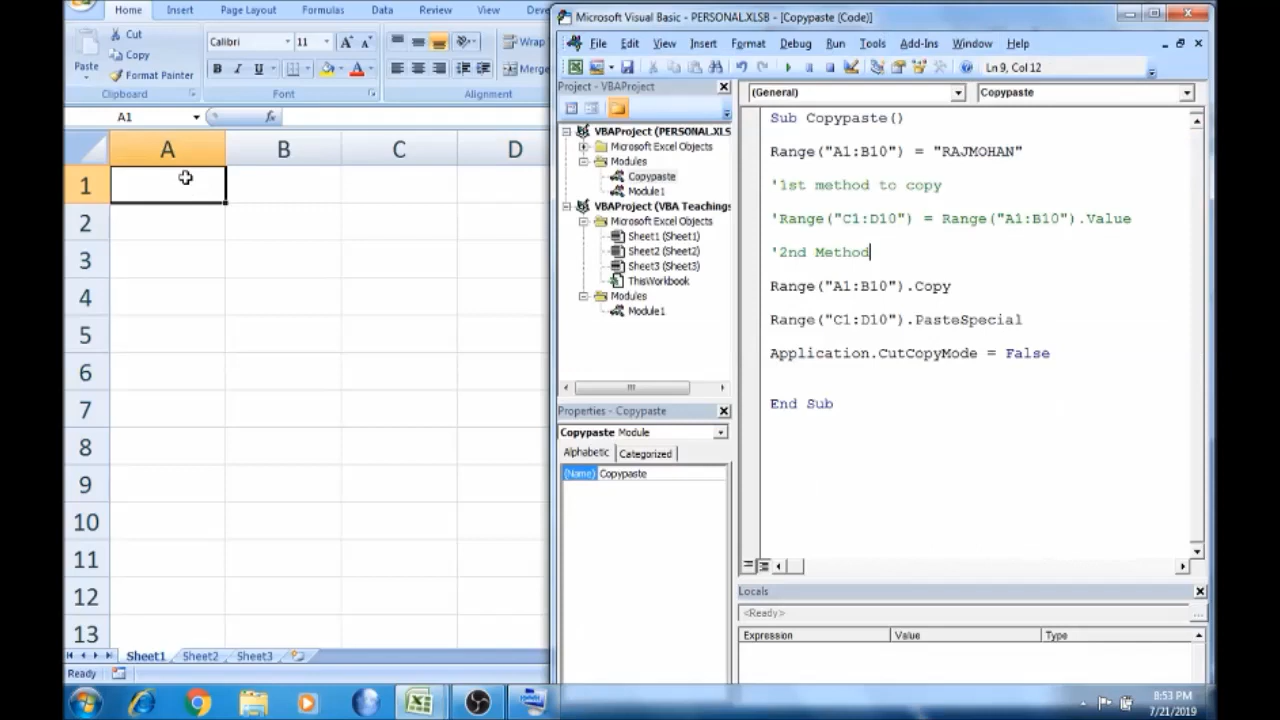 Home Insert Page Layout Formulas Data Review View
Cut
Copy
Format Painter
Paste
Clipboard
Calibri 11
B I U
Font
Alignment
A1
fx
A B C D
1
2
3
4
5
6
7
8
9
10
11
12
13
Sheet1 Sheet2 Sheet3
Ready
Microsoft Visual Basic - PERSONAL.XLSB - [Copypaste (Code)]
File Edit View Insert Format Debug Run Tools Add-Ins Window Help
Ln 9, Col 12
Project - VBAProject
VBAProject (PERSONAL.XLS
Microsoft Excel Objects
Modules
Copypaste
Module1
VBAProject (VBA Teachings
Microsoft Excel Objects
Sheet1 (Sheet1)
Sheet2 (Sheet2)
Sheet3 (Sheet3)
ThisWorkbook
Modules
Module1
Properties - Copypaste
Copypaste Module
Alphabetic Categorized
(Name) Copypaste
(General) Copypaste
Sub Copypaste()
Range("A1:B10") = "RAJMOHAN"
'1st method to copy
'Range("C1:D10") = Range("A1:B10").Value
'2nd Method
Range("A1:B10").Copy
Range("C1:D10").PasteSpecial
Application.CutCopyMode = False
End Sub
Locals
<Ready>
Expression Value Type
8:53 PM
7/21/2019